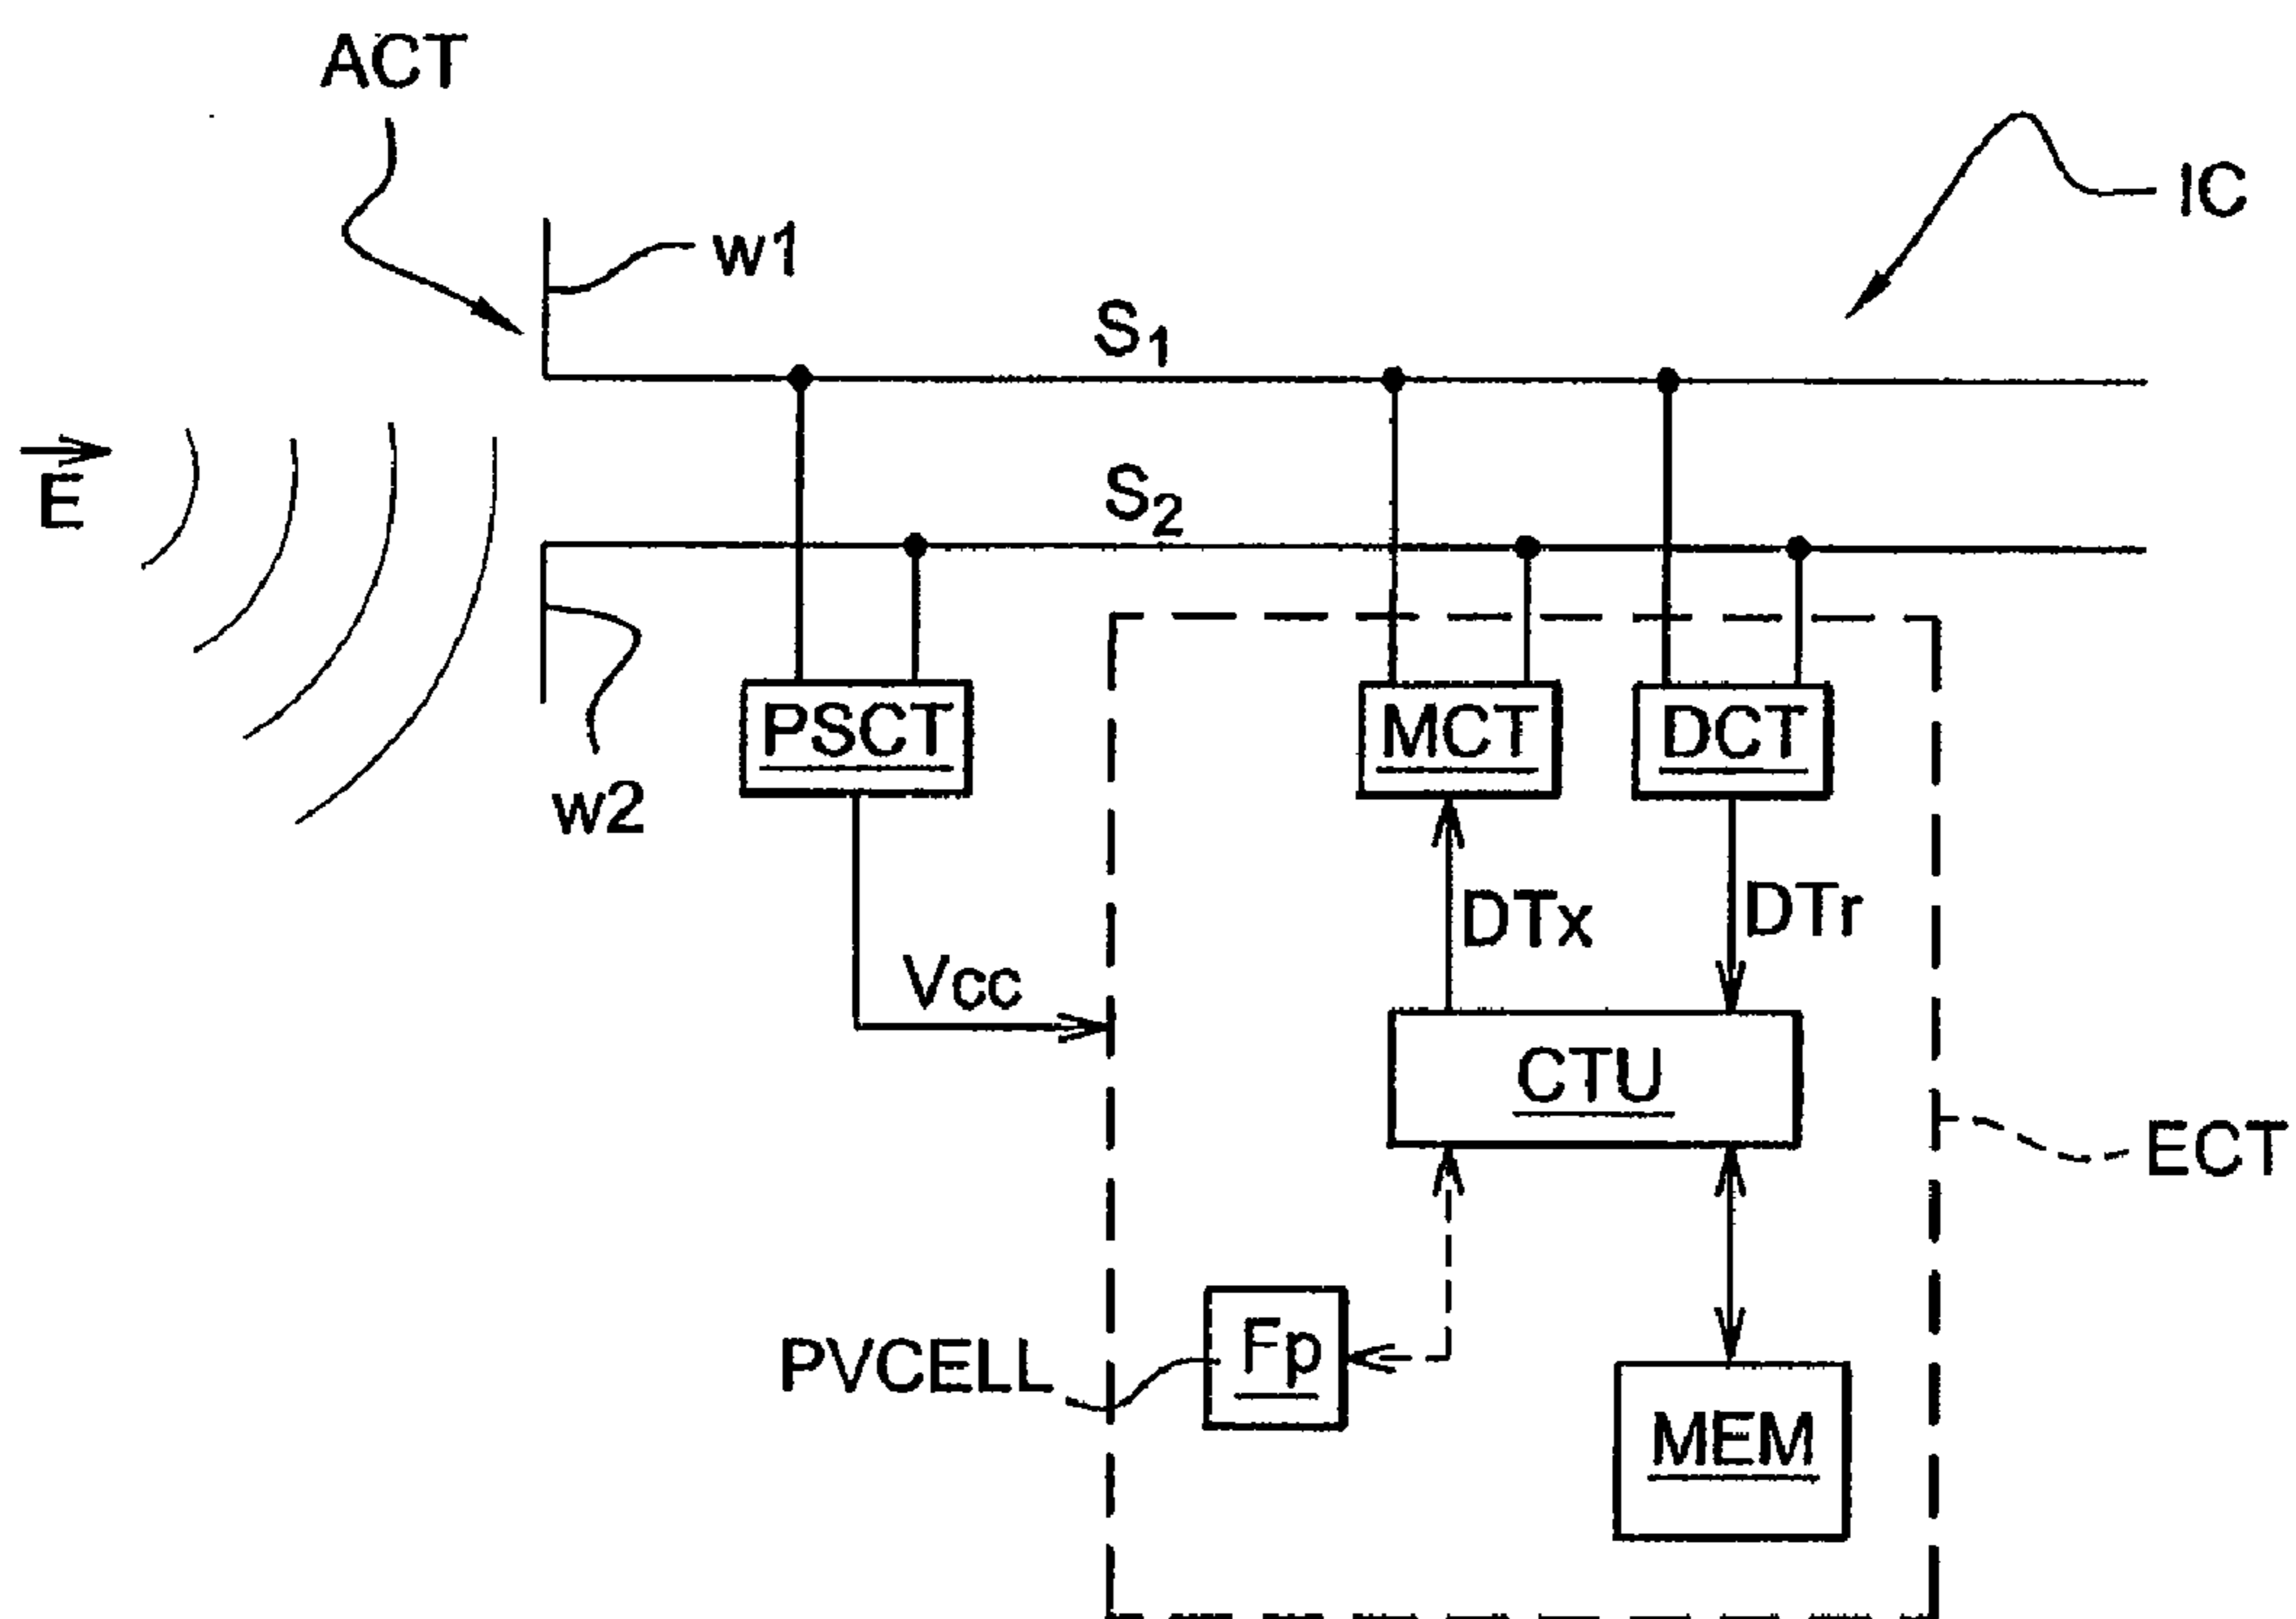 ACT
IC
w1
S1
E
S2
PSCT
MCT
DCT
w2
DTx
DTr
Vcc
CTU
ECT
PVCELL
Fp
MEM